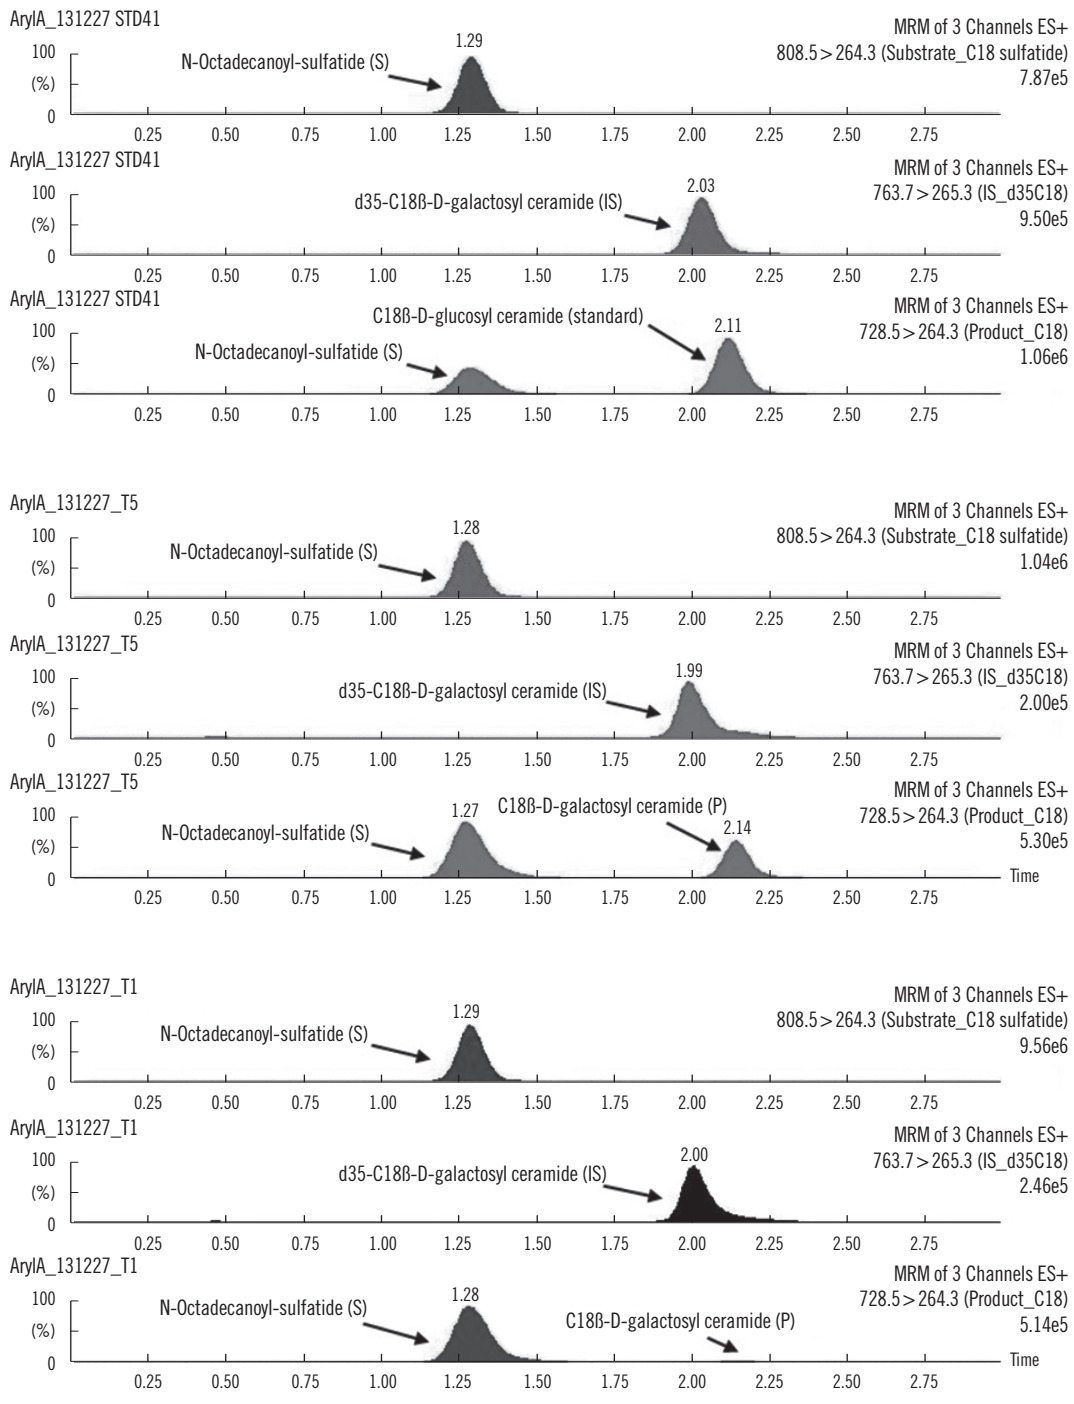 ArylA_131227 STD41
MRM of 3 Channels ES+
808.5>264.3 (Substrate_C18 sulfatide)
7.87e5
N-Octadecanoyl-sulfatide (S)
1.29
100
(%)
0
0.25 0.50 0.75 1.00 1.25 1.50 1.75 2.00 2.25 2.50 2.75
ArylA_131227 STD41
MRM of 3 Channels ES+
763.7>265.3 (IS_d35C18)
9.50e5
d35-C18ß-D-galactosyl ceramide (IS)
2.03
100
(%)
0
0.25 0.50 0.75 1.00 1.25 1.50 1.75 2.00 2.25 2.50 2.75
ArylA_131227 STD41
MRM of 3 Channels ES+
728.5>264.3 (Product_C18)
1.06e6
C18ß-D-glucosyl ceramide (standard)
2.11
N-Octadecanoyl-sulfatide (S)
100
(%)
0
0.25 0.50 0.75 1.00 1.25 1.50 1.75 2.00 2.25 2.50 2.75
ArylA_131227_T5
MRM of 3 Channels ES+
808.5>264.3 (Substrate_C18 sulfatide)
1.04e6
N-Octadecanoyl-sulfatide (S)
1.28
100
(%)
0
0.25 0.50 0.75 1.00 1.25 1.50 1.75 2.00 2.25 2.50 2.75
ArylA_131227_T5
MRM of 3 Channels ES+
763.7>265.3 (IS_d35C18)
2.00e5
d35-C18ß-D-galactosyl ceramide (IS)
1.99
100
(%)
0
0.25 0.50 0.75 1.00 1.25 1.50 1.75 2.00 2.25 2.50 2.75
ArylA_131227_T5
MRM of 3 Channels ES+
728.5>264.3 (Product_C18)
5.30e5
N-Octadecanoyl-sulfatide (S)
1.27
C18ß-D-galactosyl ceramide (P)
2.14
100
(%)
0
Time
0.25 0.50 0.75 1.00 1.25 1.50 1.75 2.00 2.25 2.50 2.75
ArylA_131227_T1
MRM of 3 Channels ES+
808.5>264.3 (Substrate_C18 sulfatide)
9.56e6
N-Octadecanoyl-sulfatide (S)
1.29
100
(%)
0
0.25 0.50 0.75 1.00 1.25 1.50 1.75 2.00 2.25 2.50 2.75
ArylA_131227_T1
MRM of 3 Channels ES+
763.7>265.3 (IS_d35C18)
2.46e5
d35-C18ß-D-galactosyl ceramide (IS)
2.00
100
(%)
0
0.25 0.50 0.75 1.00 1.25 1.50 1.75 2.00 2.25 2.50 2.75
ArylA_131227_T1
MRM of 3 Channels ES+
728.5>264.3 (Product_C18)
5.14e5
N-Octadecanoyl-sulfatide (S)
1.28
C18ß-D-galactosyl ceramide (P)
100
(%)
0
Time
0.25 0.50 0.75 1.00 1.25 1.50 1.75 2.00 2.25 2.50 2.75